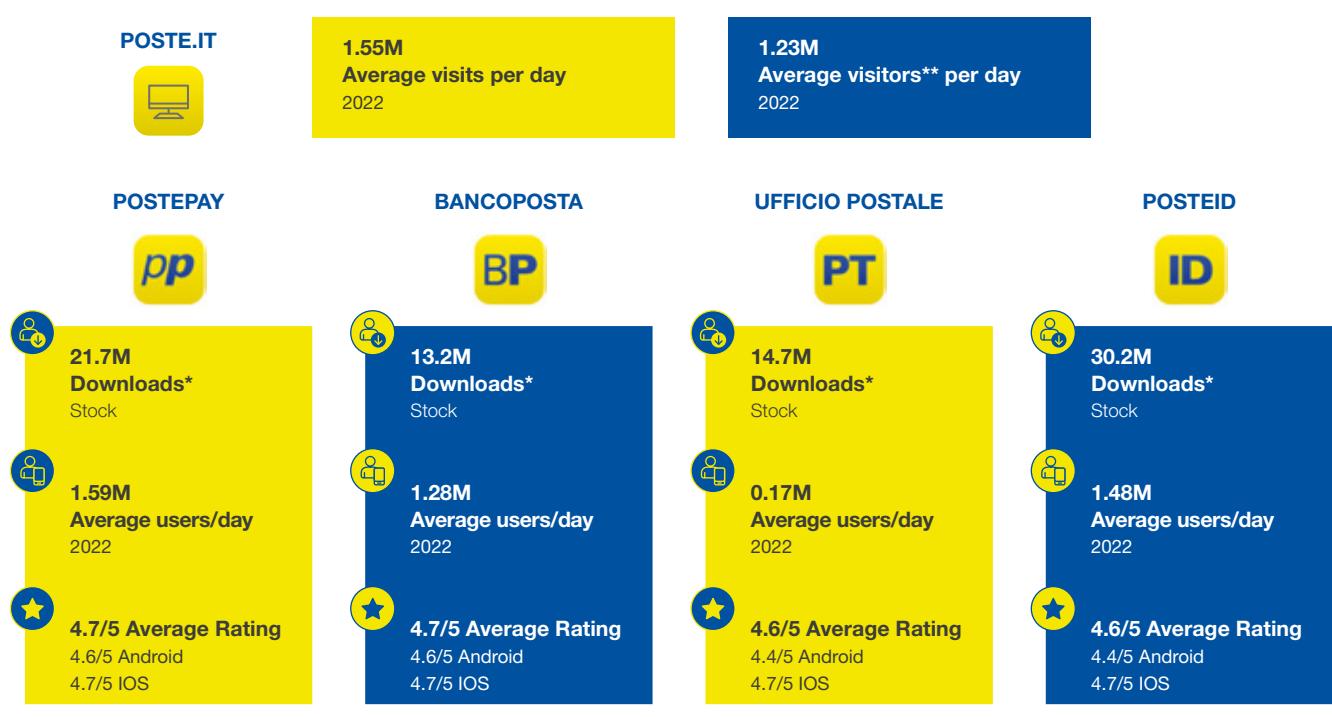 POSTE.IT
1.55M
Average visits per day
2022
1.23M
Average visitors** per day
2022
POSTEPAY
pp
21.7M
Downloads*
Stock
1.59M
Average users/day
2022
4.7/5 Average Rating
4.6/5 Android
4.7/5 IOS
BANCOPOSTA
BP
13.2M
Downloads*
Stock
1.28M
Average users/day
2022
4.7/5 Average Rating
4.6/5 Android
4.7/5 IOS
UFFICIO POSTALE
PT
14.7M
Downloads*
Stock
0.17M
Average users/day
2022
4.6/5 Average Rating
4.4/5 Android
4.7/5 IOS
POSTEID
ID
30.2M
Downloads*
Stock
1.48M
Average users/day
2022
4.6/5 Average Rating
4.4/5 Android
4.7/5 IOS